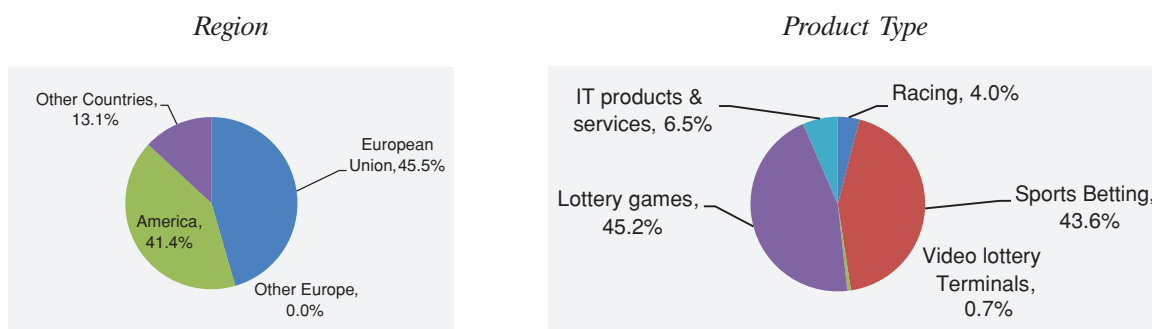 Region
Other Countries,
13.1%
European
Union,45.5%
America,
41.4%
Other Europe,
0.0%
Product Type
IT products &
services, 6.5%
Racing, 4.0%
Lottery games,
45.2%
Sports Betting,
43.6%
Video lottery
Terminals,
0.7%